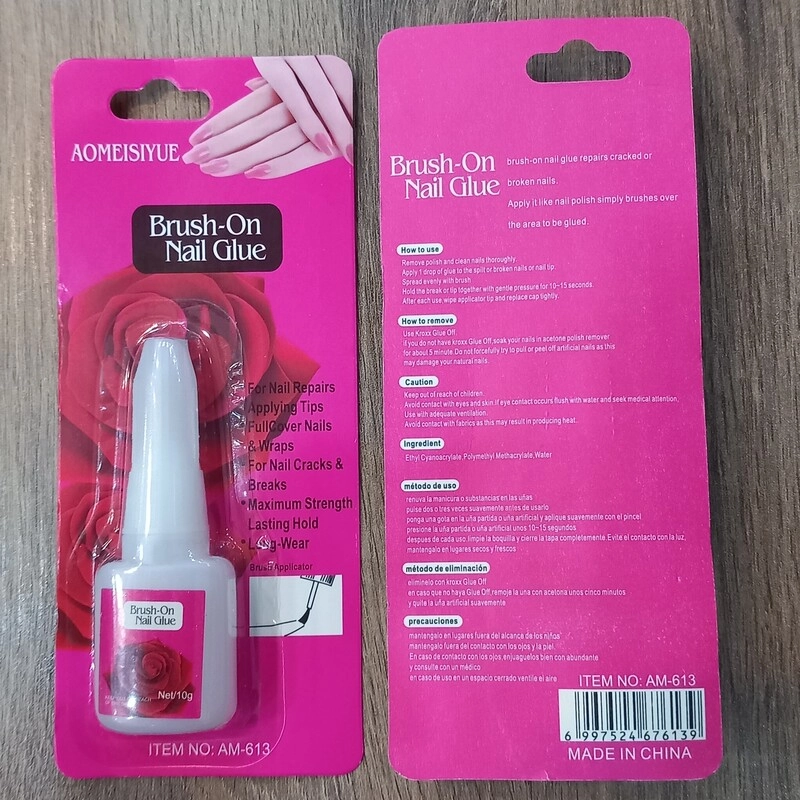 AOMEISIYUE
Brush-On
Nail Glue
For Nail Repairs
Applying Tips
FullCover Nails
& Wraps
For Nail Cracks &
Breaks
Maximum Strength
Lasting Hold
Long-Wear
Brush Applicator
Brush-On
Nail Glue
Net/10g
ITEM NO: AM-613
Brush-On
Nail Glue
brush-on nail glue repairs cracked or
broken nails.
Apply it like nail polish simply brushes over
the area to be glued.
How to use
Remove polish and clean nails thoroughly.
Apply 1 drop of glue to the spill or broken nails or nail tip.
Spread evenly with brush
Hold the break or tip together with gentle pressure for 10~15 seconds.
After each use, wipe applicator tip and replace cap tightly.
How to remove
Use Kroxx Glue Off.
if you do not have kroxx Glue Off,soak your nails in acetone polish remover
for about 5 minute.Do not forcefully try to pull or peel off artificial nails as this
may damage your natural nails.
Caution
Keep out of reach of children
Avoid contact with eyes and skin.If eye contact occurs flush with water and seek medical attention.
Use with adequate ventilation.
Avoid contact with fabrics as this may result in producing heat..
Ingredient
Ethyl Cyanoacrylate,Polymethyl Methacrylate,Water
método de uso
renuva la manicura o substancias en las uñas
pulse dos o tres veces suavemente antes de usarlo
ponga una gota en la uña partida o uña artificial y aplique suavemente con el pincel
presione la uña partida o uña artificial unos 10~15 segundos
despues de cada uso,limpie la boquilla y cierre la tapa completamente.Evite el contacto con la luz,
mantengalo en lugares secos y frescos
método de eliminación
eliminelo con kroxx Glue Off
en caso que no haya Glue Off,remoje la una con acetona unos cinco minutos
y quite la uña artificial suavemente
precauciones
mantengalo en lugares fuera del alcance de los niños
mantengalo fuera del contacto con los ojos y la piel.
En caso de contacto con los ojos,enjuaguelos bien con abundante
y consulte con un médico
en caso de uso en un espacio cerrado ventile el aire
ITEM NO: AM-613
6 997524 676139
MADE IN CHINA